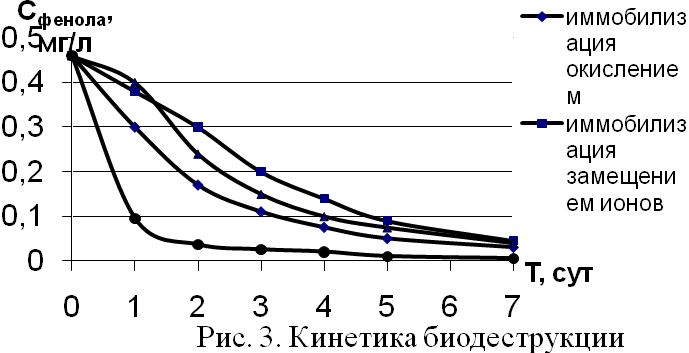 Сфенола,
мг/л
0,5
0,4
0,3
0,2
0,1
0
0 1 2 3 4 5 6 7
Т, сут
иммобилиз
ация
окисление
м
иммобилиз
ация
замещени
ем ионов
Рис. 3. Кинетика биодеструкции